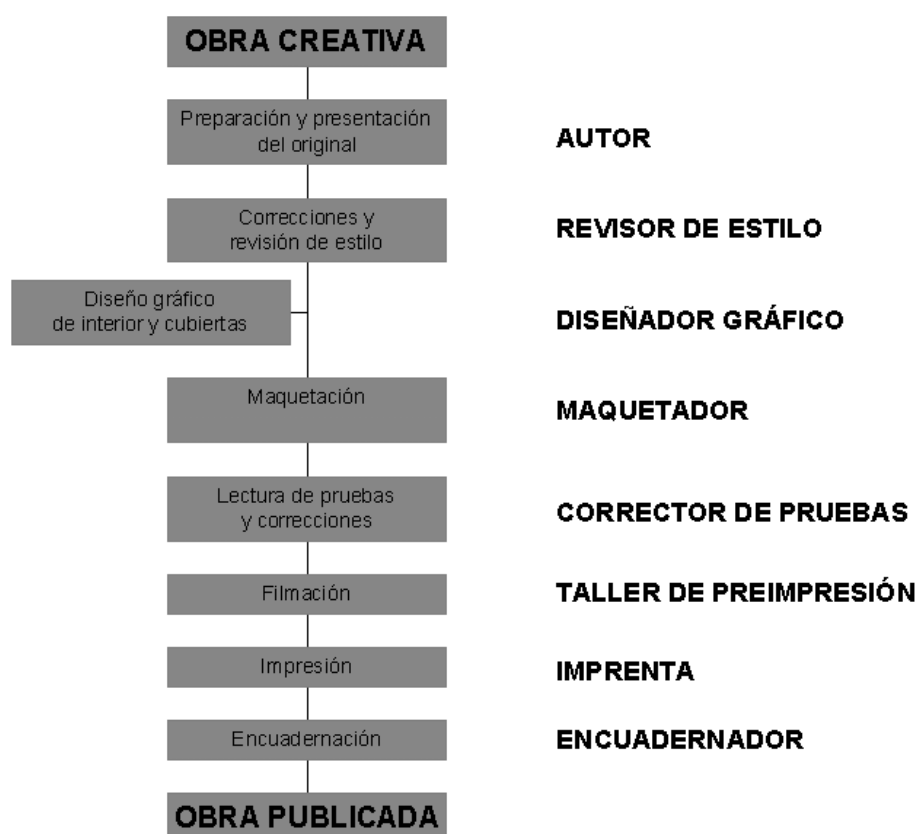 OBRA CREATIVA
Preparación y presentación
del original
AUTOR
Correcciones y
revisión de estilo
REVISOR DE ESTILO
Diseño gráfico
de interior y cubiertas
DISEÑADOR GRÁFICO
Maquetación
MAQUETADOR
Lectura de pruebas
y correcciones
CORRECTOR DE PRUEBAS
Filmación
TALLER DE PREIMPRESIÓN
Impresión
IMPRENTA
Encuadernación
ENCUADERNADOR
OBRA PUBLICADA